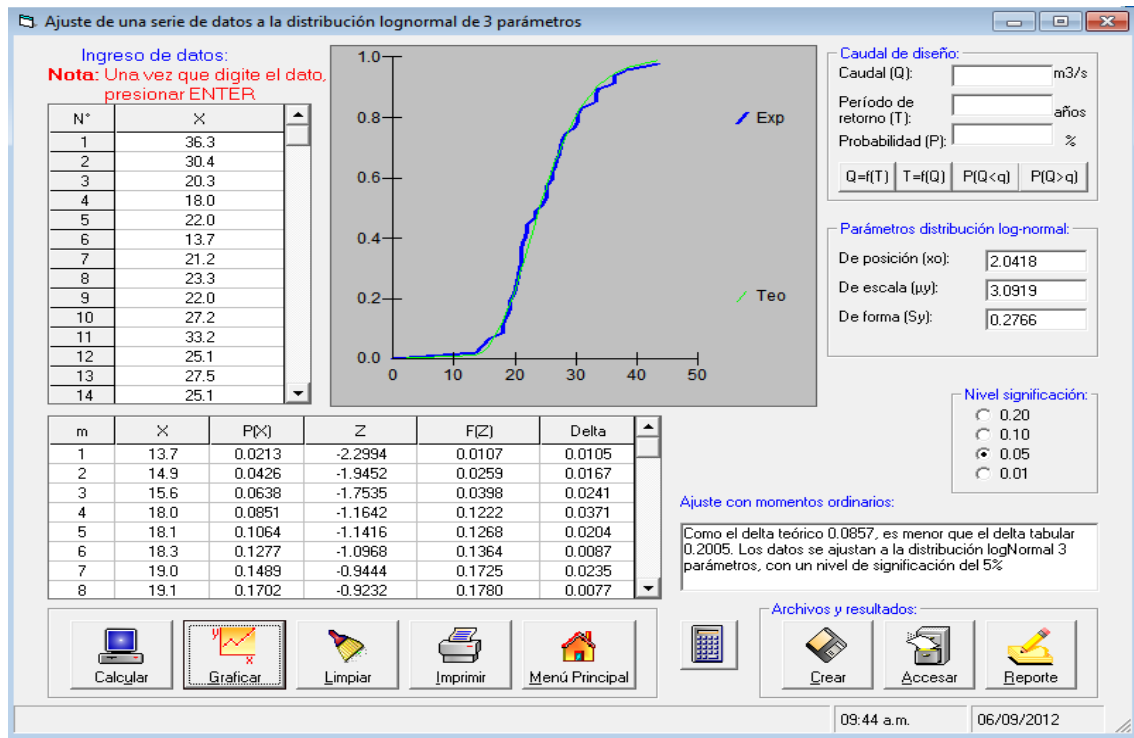 Ajuste de una serie de datos a la distribución lognormal de 3 parámetros
Ingreso de datos:
Nota: Una vez que digite el dato,
presionar ENTER
N° X
1 36.3
2 30.4
3 20.3
4 18.0
5 22.0
6 13.7
7 21.2
8 23.3
9 22.0
10 27.2
11 33.2
12 25.1
13 27.5
14 25.1
1.0
0.8
0.6
0.4
0.2
0.0
0 10 20 30 40 50
Exp
Teo
Caudal de diseño:
Caudal (Q): m3/s
Período de
retorno (T): años
Probabilidad (P): %
Q=f(T) T=f(Q) P(Q<q) P(Q>q)
Parámetros distribución log-normal:
De posición (xo): 2.0418
De escala (μy): 3.0919
De forma (Sy): 0.2766
Nivel significación:
0.20
0.10
0.05
0.01
m X P(X) Z F(Z) Delta
1 13.7 0.0213 -2.2994 0.0107 0.0105
2 14.9 0.0426 -1.9452 0.0259 0.0167
3 15.6 0.0638 -1.7535 0.0398 0.0241
4 18.0 0.0851 -1.1642 0.1222 0.0371
5 18.1 0.1064 -1.1416 0.1268 0.0204
6 18.3 0.1277 -1.0968 0.1364 0.0087
7 19.0 0.1489 -0.9444 0.1725 0.0235
8 19.1 0.1702 -0.9232 0.1780 0.0077
Ajuste con momentos ordinarios:
Como el delta teórico 0.0857, es menor que el delta tabular
0.2005. Los datos se ajustan a la distribución logNormal 3
parámetros, con un nivel de significación del 5%
Calcular Graficar Limpiar Imprimir Menú Principal
Archivos y resultados:
Crear Accesar Reporte
09:44 a.m. 06/09/2012